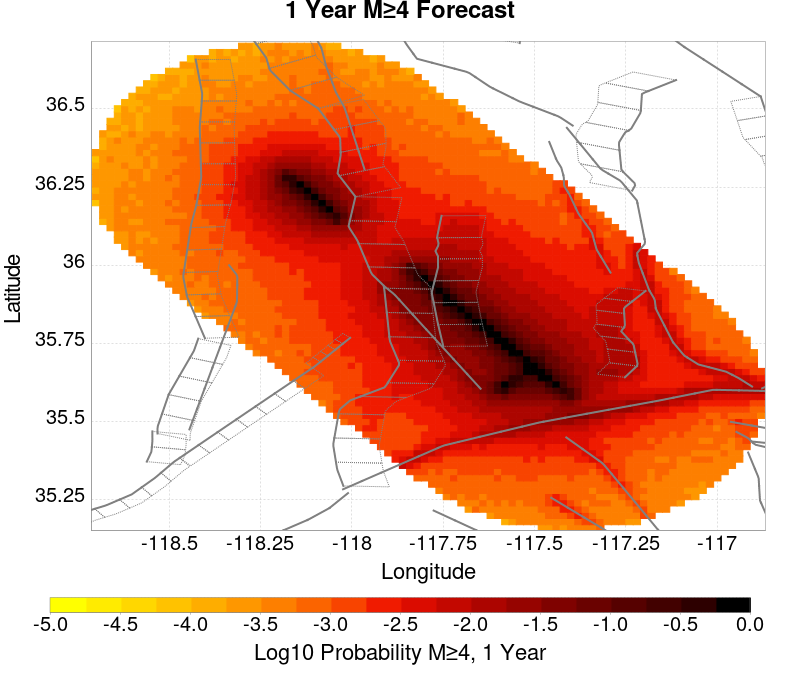 1 Year M≥4 Forecast
36.5
36.25
36
35.75
35.5
35.25
Latitude
-118.5 -118.25 -118 -117.75 -117.5 -117.25 -117
Longitude
-5.0 -4.5 -4.0 -3.5 -3.0 -2.5 -2.0 -1.5 -1.0 -0.5 0.0
Log10 Probability M≥4, 1 Year